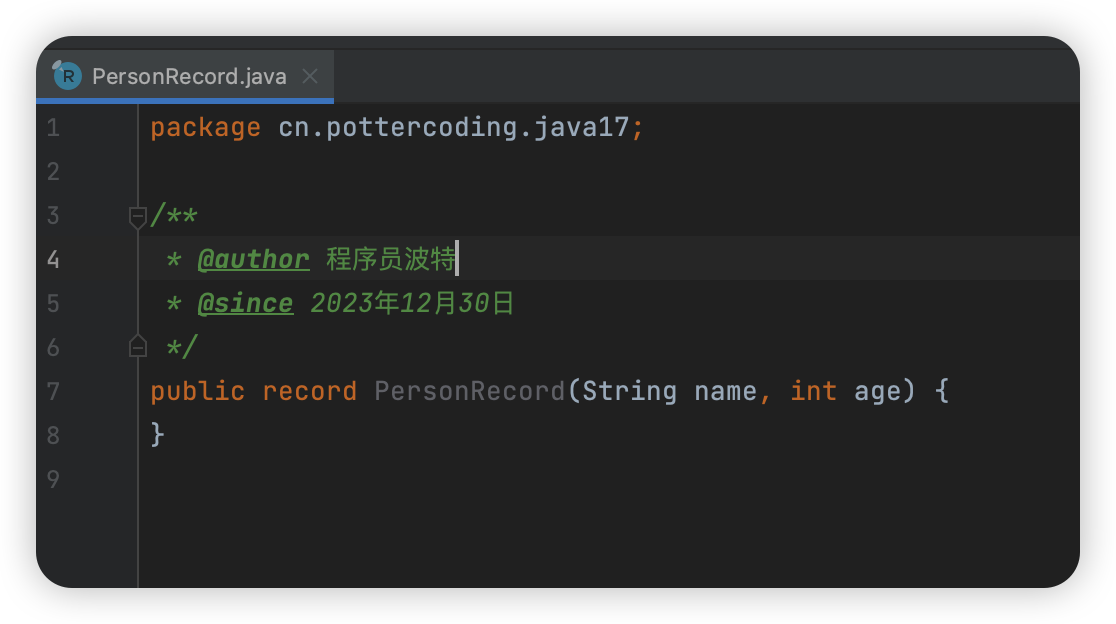 PersonRecord.java
1 package cn.pottercoding.java17;
2
3 /**
4 * @author 程序员波特
5 * @since 2023年12月30日
6 */
7 public record PersonRecord(String name, int age) {
8 }
9